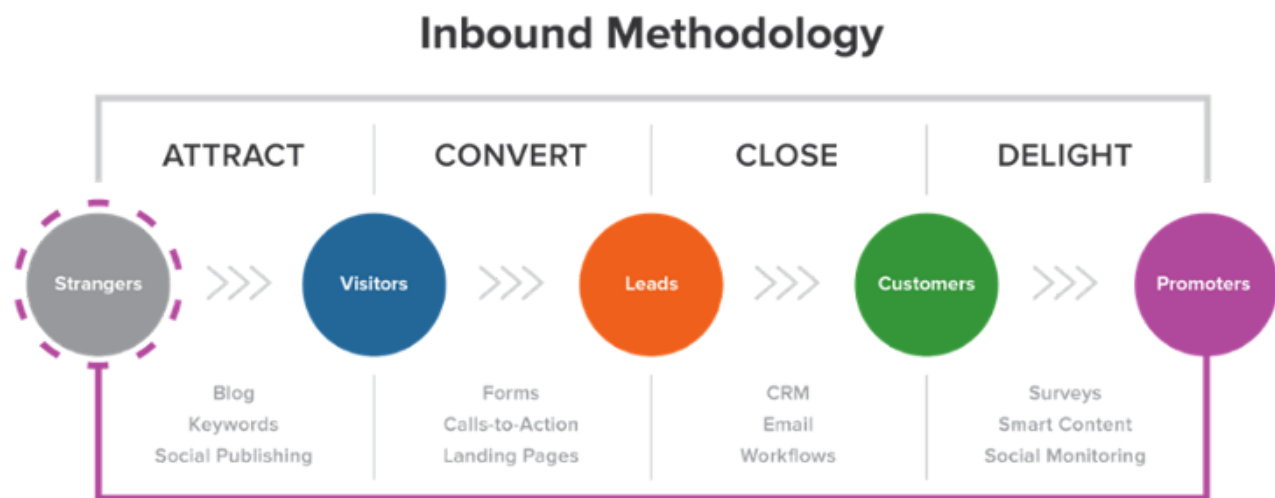 Inbound Methodology
ATTRACT CONVERT CLOSE DELIGHT
Strangers Visitors Leads Customers Promoters
Blog Forms CRM Surveys
Keywords Calls-to-Action Email Smart Content
Social Publishing Landing Pages Workflows Social Monitoring